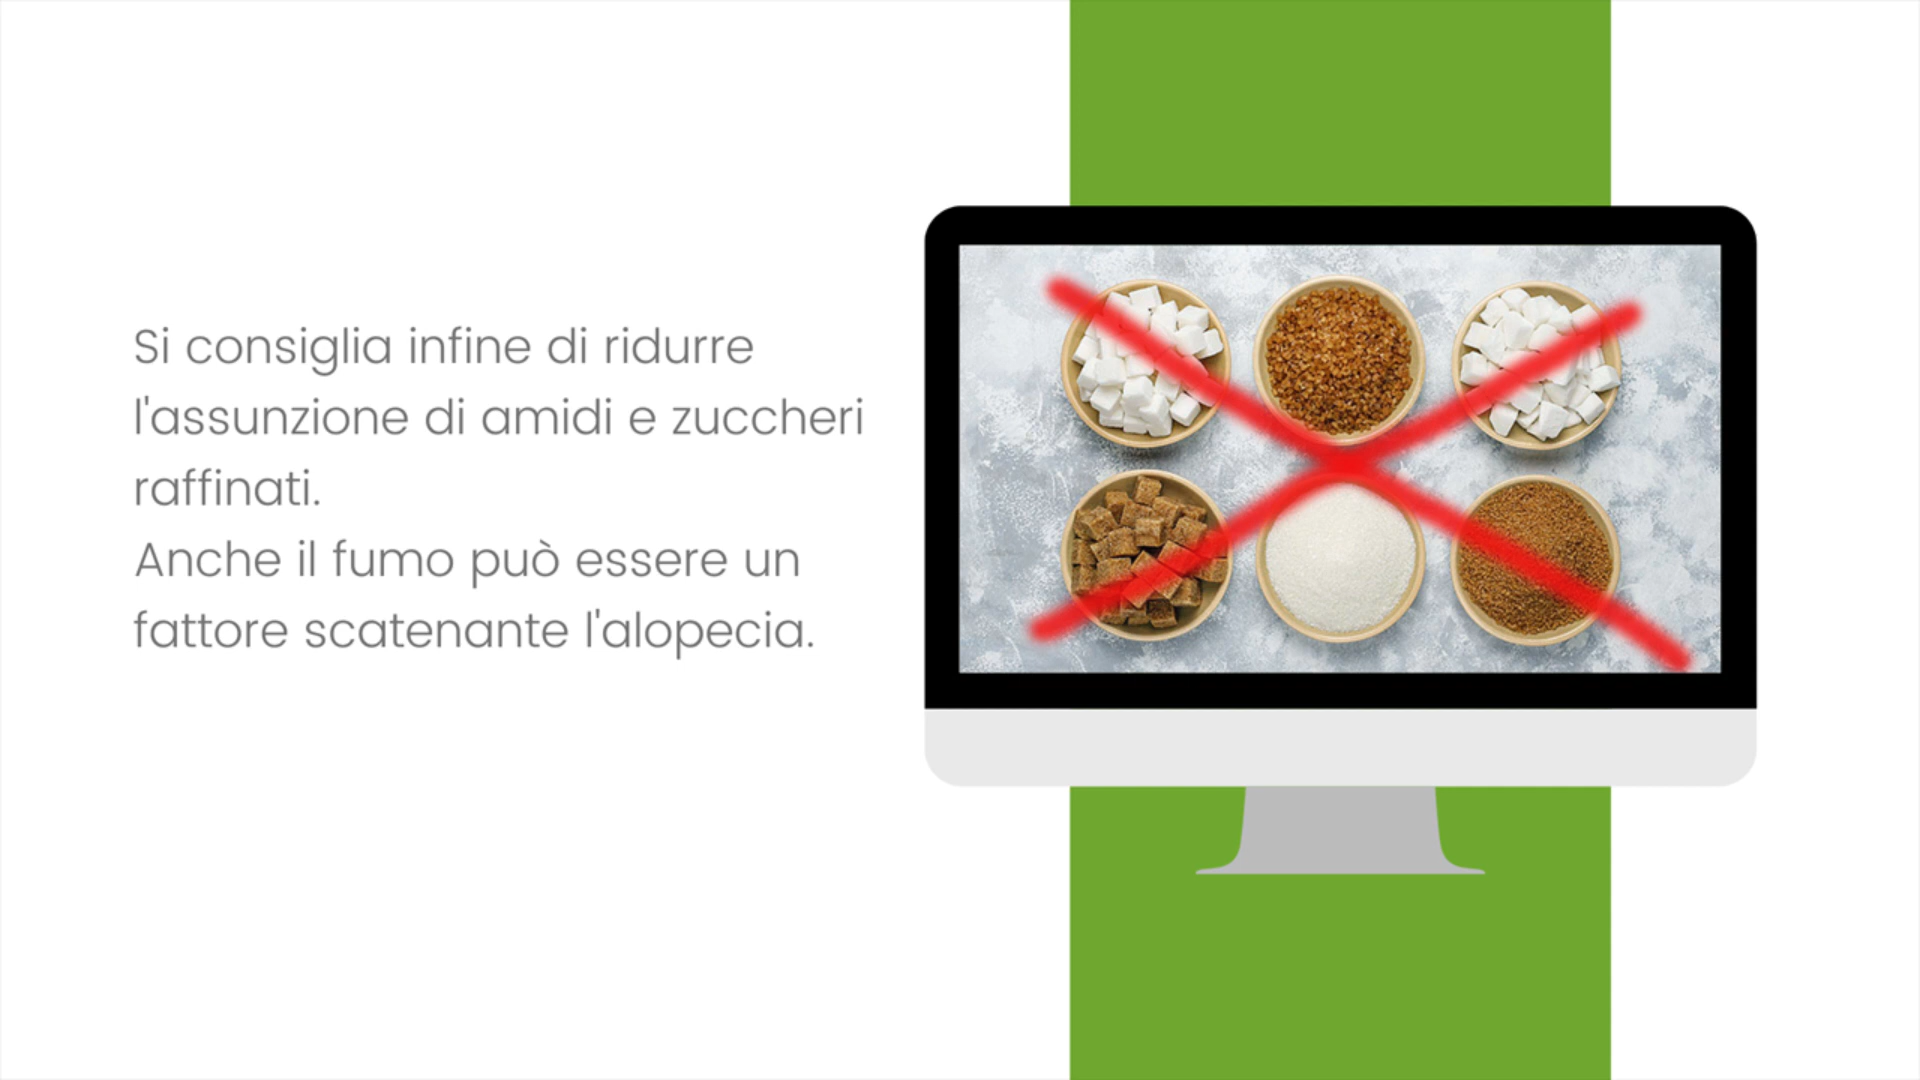 Si consiglia infine di ridurre
l'assunzione di amidi e zuccheri
raffinati.
Anche il fumo può essere un
fattore scatenante l'alopecia.